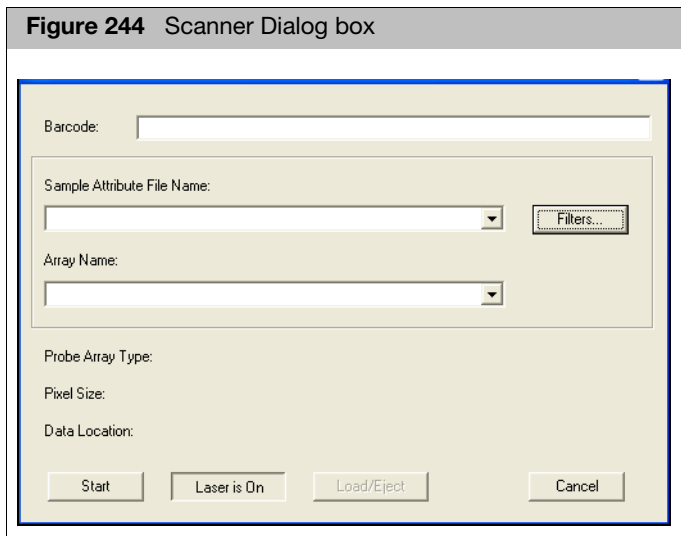 Figure 244 Scanner Dialog box
Barcode:
Sample Attribute File Name:
Filters...
Array Name:
Probe Array Type:
Pixel Size:
Data Location:
Start Laser is On Load/Eject Cancel